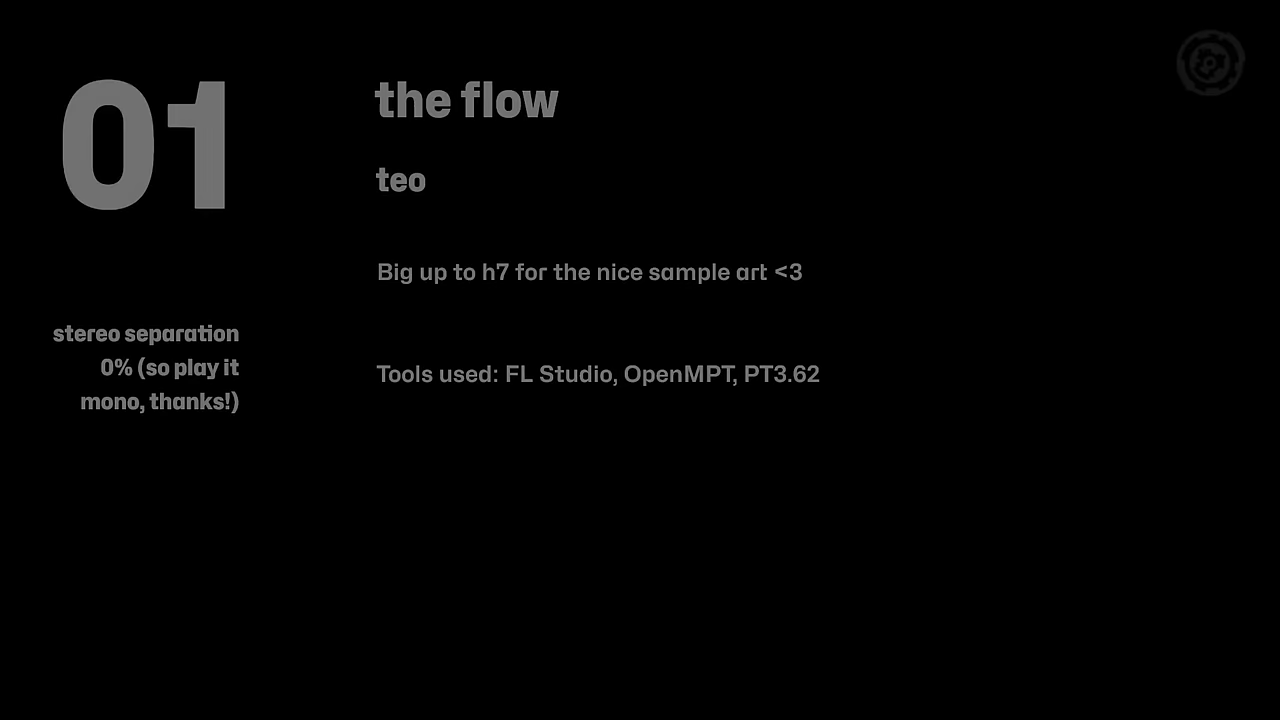 01
the flow
teo
Big up to h7 for the nice sample art <3
stereo separation
0% (so play it
mono, thanks!)
Tools used: FL Studio, OpenMPT, PT3.62